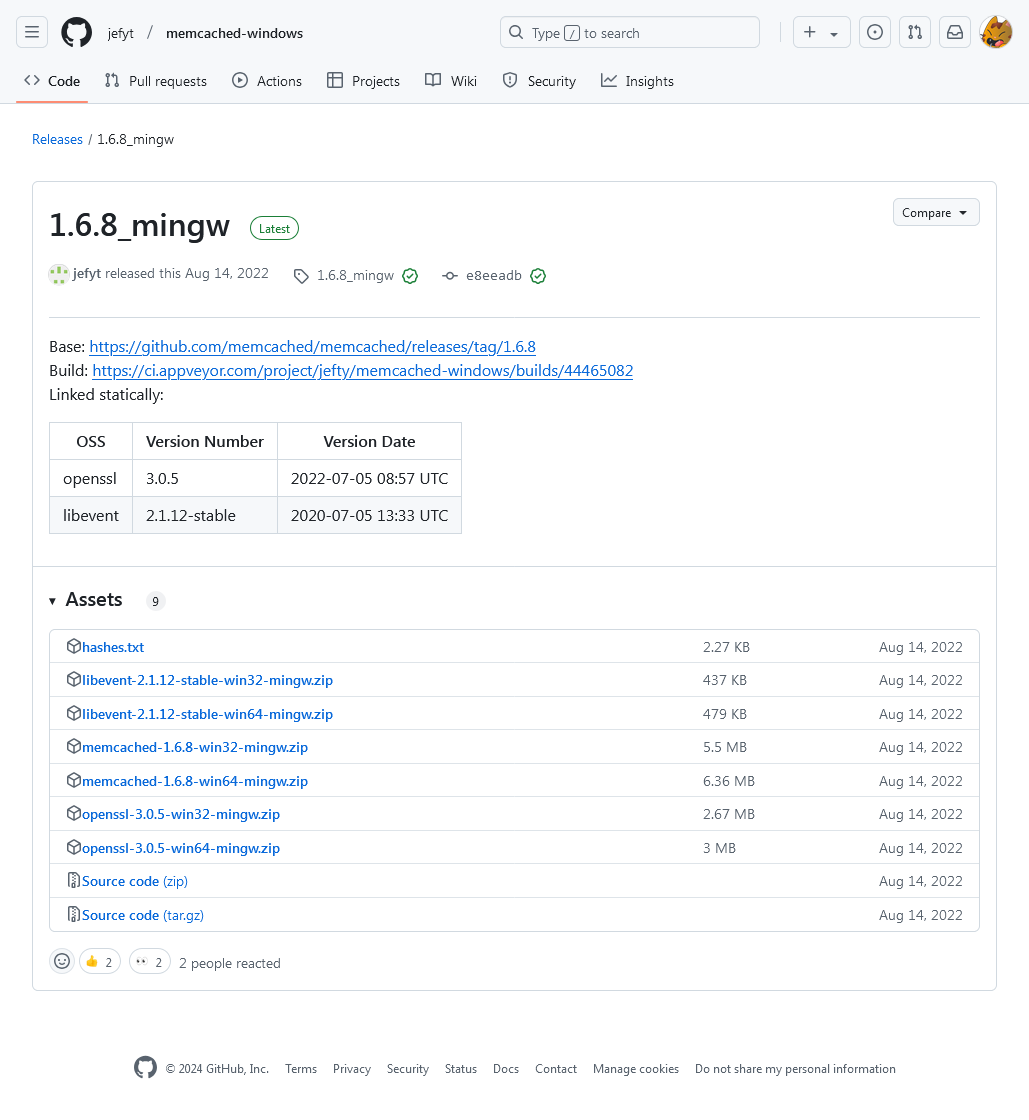 jefyt / memcached-windows
Type / to search
Code Pull requests Actions Projects Wiki Security Insights
Releases / 1.6.8_mingw
1.6.8_mingw Latest
Compare
jefyt released this Aug 14, 2022 1.6.8_mingw e8eeadb
Base: https://github.com/memcached/memcached/releases/tag/1.6.8
Build: https://ci.appveyor.com/project/jefty/memcached-windows/builds/44465082
Linked statically:
OSS Version Number Version Date
openssl 3.0.5 2022-07-05 08:57 UTC
libevent 2.1.12-stable 2020-07-05 13:33 UTC
Assets 9
hashes.txt 2.27 KB Aug 14, 2022
libevent-2.1.12-stable-win32-mingw.zip 437 KB Aug 14, 2022
libevent-2.1.12-stable-win64-mingw.zip 479 KB Aug 14, 2022
memcached-1.6.8-win32-mingw.zip 5.5 MB Aug 14, 2022
memcached-1.6.8-win64-mingw.zip 6.36 MB Aug 14, 2022
openssl-3.0.5-win32-mingw.zip 2.67 MB Aug 14, 2022
openssl-3.0.5-win64-mingw.zip 3 MB Aug 14, 2022
Source code (zip) Aug 14, 2022
Source code (tar.gz) Aug 14, 2022
👍 2 👀 2 2 people reacted
© 2024 GitHub, Inc. Terms Privacy Security Status Docs Contact Manage cookies Do not share my personal information